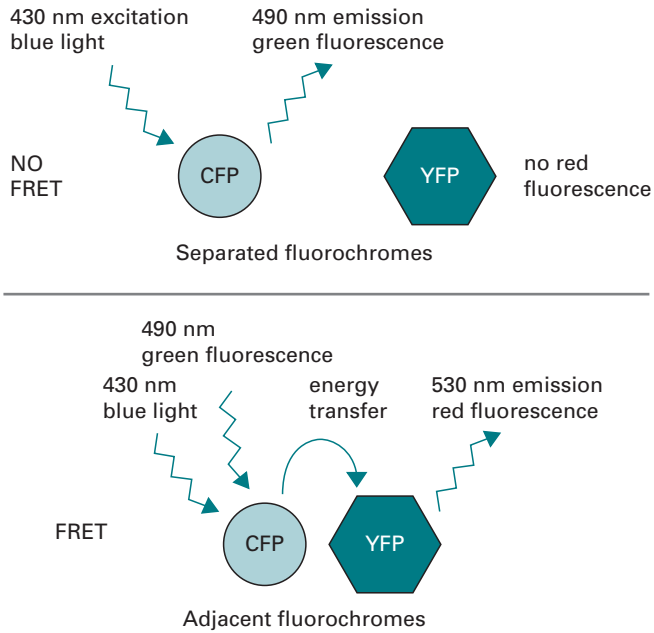 430 nm excitation
blue light
490 nm emission
green fluorescence
NO
FRET
CFP
YFP
no red
fluorescence
Separated fluorochromes
490 nm
green fluorescence
430 nm
blue light
energy
transfer
530 nm emission
red fluorescence
FRET
CFP
YFP
Adjacent fluorochromes